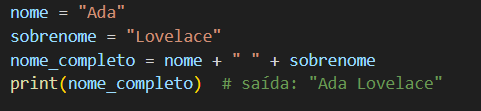 nome = "Ada"
sobrenome = "Lovelace"
nome_completo = nome + " " + sobrenome
print(nome_completo)  # saída: "Ada Lovelace"